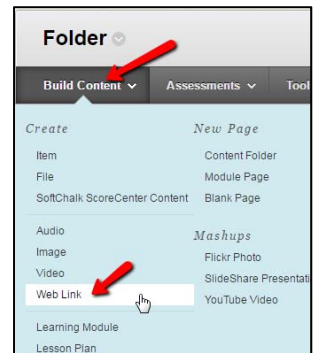 Folder
Build Content Assessments Tool
Create
Item
File
SoftChalk ScoreCenter Content
Audio
Image
Video
Web Link
Learning Module
Lesson Plan
New Page
Content Folder
Module Page
Blank Page
Mashups
Flickr Photo
SlideShare Presentati
YouTube Video